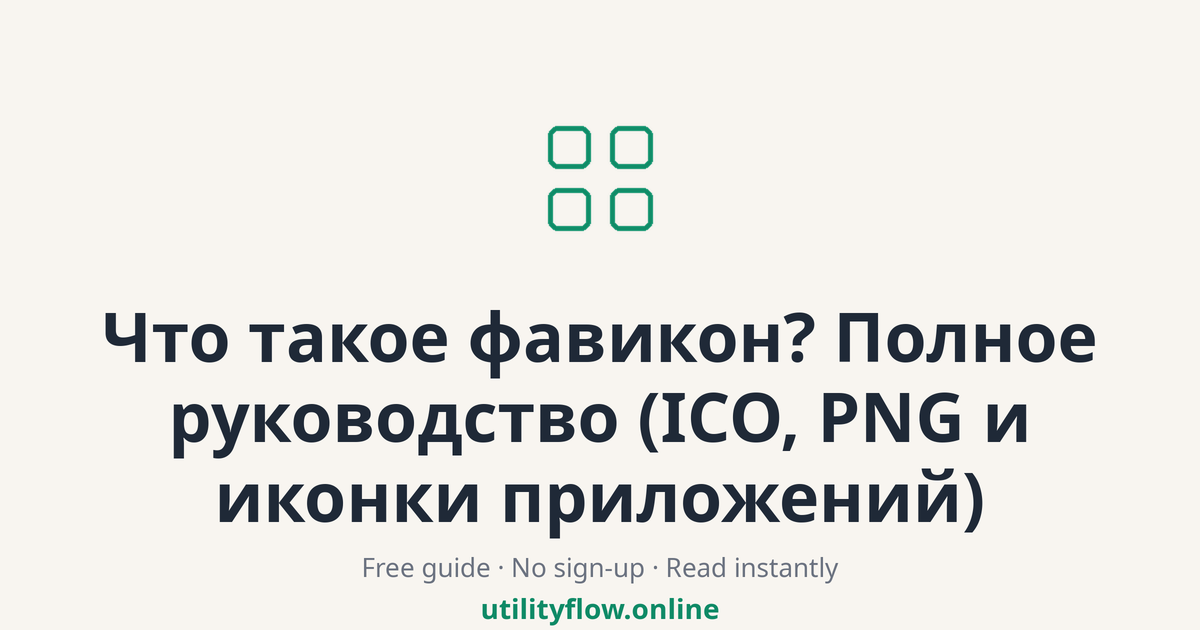 Что такое фавикон? Полное
руководство (ICO, PNG и
иконки приложений)
Free guide · No sign-up · Read instantly
utilityflow.online